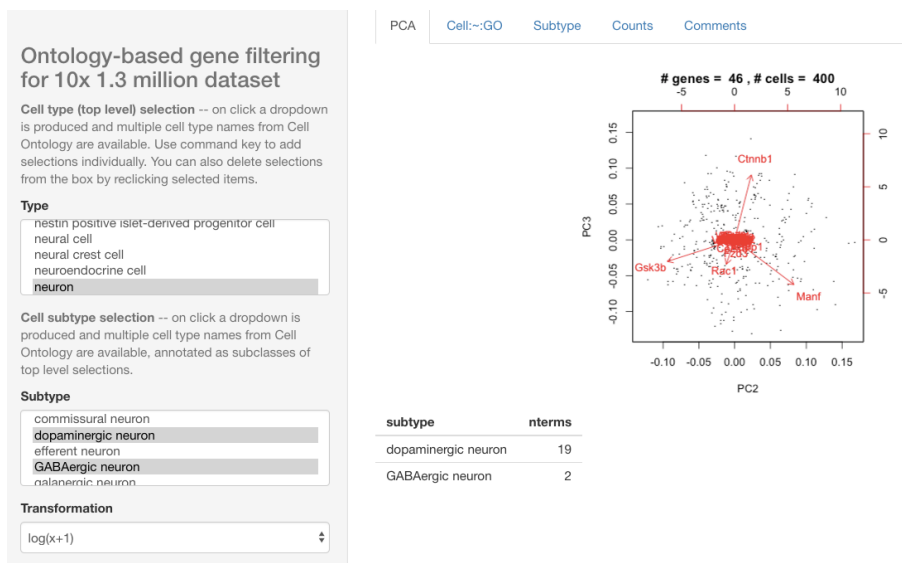 Ontology-based gene filtering
for 10x 1.3 million dataset
Cell type (top level) selection -- on click a dropdown
is produced and multiple cell type names from Cell
Ontology are available. Use command key to add
selections individually. You can also delete selections
from the box by reclicking selected items.
Type
nestin positive islet-derived progenitor cell
neural cell
neural crest cell
neuroendocrine cell
neuron
Cell subtype selection -- on click a dropdown is
produced and multiple cell type names from Cell
Ontology are available, annotated as subclasses of
top level selections.
Subtype
commissural neuron
dopaminergic neuron
efferent neuron
GABAergic neuron
galanergic neuron
Transformation
log(x+1)
PCA Cell:~:GO Subtype Counts Comments
# genes = 46 , # cells = 400
-5 0 5 10
0.15
0.10
0.05
0.00
-0.05
-0.10
PC3
10
5
0
-5
Ctnnb1
Gsk3b
Rac1
Manf
-0.10 -0.05 0.00 0.05 0.10 0.15
PC2
subtype nterms
dopaminergic neuron 19
GABAergic neuron 2